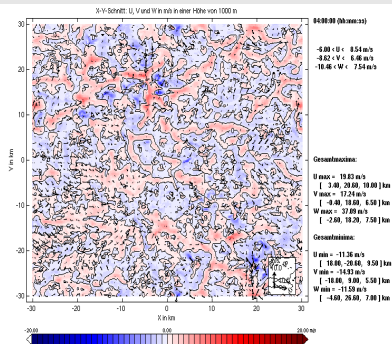 X-Y-Schnitt: U, V und W in m/s in einer Höhe von 1000 m
04:00:00 (hh:mm:ss)
-6.00 < U < 8.54 m/s
-8.62 < V < 6.46 m/s
-10.46 < W < 7.54 m/s
Gesamtmaxima:
U max = 19.83 m/s
[ 3.40, 20.60, 10.00 ] km
V max = 17.24 m/s
[ -0.40, 18.60, 6.50 ] km
W max = 37.09 m/s
[ -2.60, 18.20, 7.50 ] km
Gesamtminima:
U min = -11.36 m/s
[ 18.00, -20.60, 9.50 ] km
V min = -14.93 m/s
[ -18.00, 9.00, 5.50 ] km
W min = -11.59 m/s
[ -4.60, 26.60, 7.00 ] km
Y in km
30
20
10
0
-10
-20
-30
-30 -20 -10 0 10 20 30
X in km
-20.00 0.00 20.00 m/s